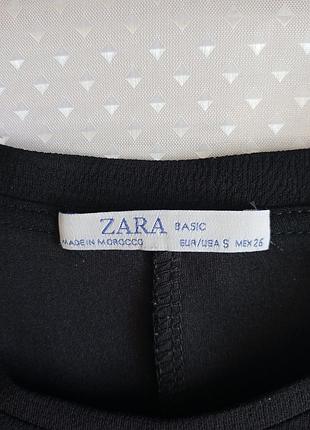 ZARA BASIC
MADE IN MOROCCO EUR/USA S MEX 26